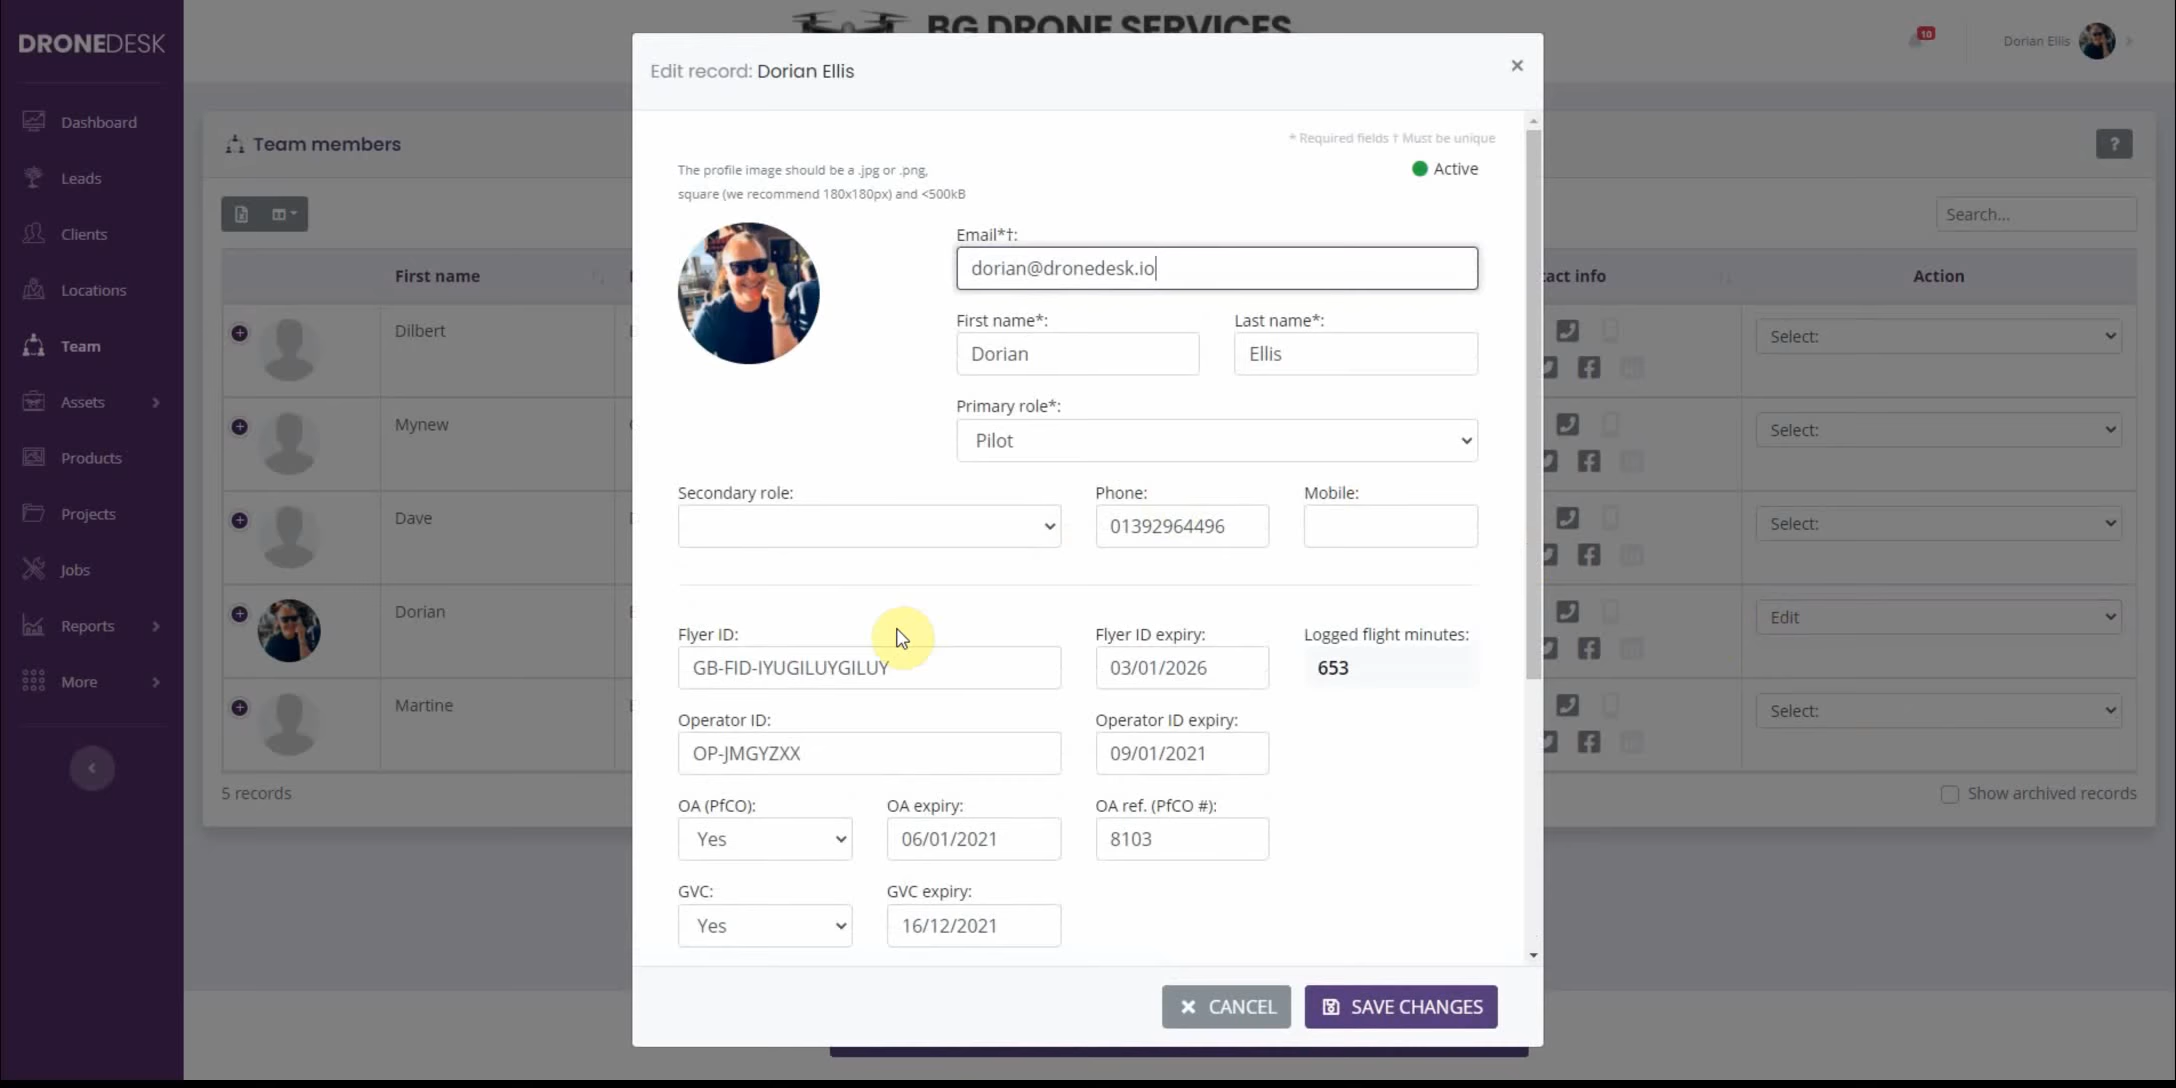 DRONEDESK
BG DRONE SERVICES
10
Dorian Ellis
Dashboard
Leads
Clients
Locations
Team
Assets
Products
Projects
Jobs
Reports
More
Team members
?
Search...
First name
tact info
Action
Dilbert
Select:
Mynew
Select:
Dave
Select:
Dorian
Edit
Martine
Select:
5 records
Show archived records
Edit record: Dorian Ellis
* Required fields † Must be unique
The profile image should be a .jpg or .png,
square (we recommend 180x180px) and <500kB
Active
Email*†:
dorian@dronedesk.io
First name*: Last name*:
Dorian Ellis
Primary role*:
Pilot
Secondary role: Phone: Mobile:
01392964496
Flyer ID: Flyer ID expiry: Logged flight minutes:
GB-FID-IYUGILUYGILUY 03/01/2026 653
Operator ID: Operator ID expiry:
OP-JMGYZXX 09/01/2021
OA (PfCO): OA expiry: OA ref. (PfCO #):
Yes 06/01/2021 8103
GVC: GVC expiry:
Yes 16/12/2021
CANCEL SAVE CHANGES